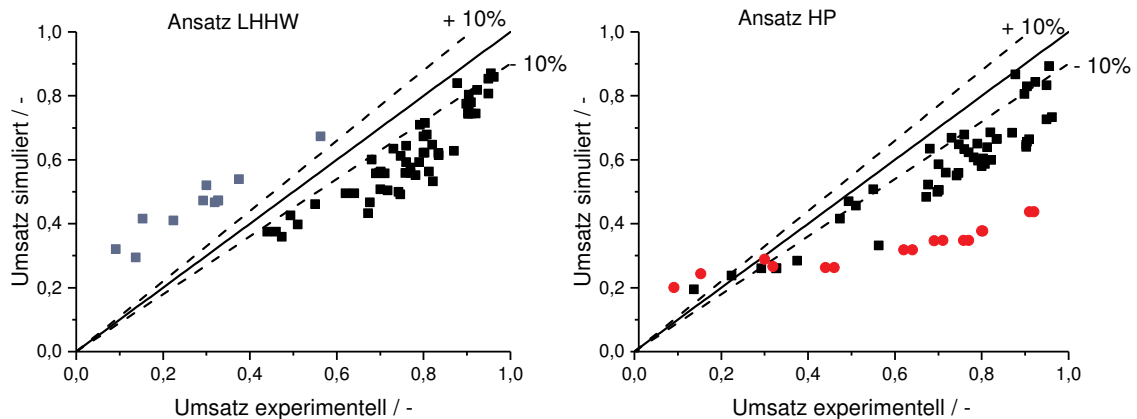 Ansatz LHHW
+ 10%
- 10%
1,0
0,8
0,6
0,4
0,2
0,0
0,0 0,2 0,4 0,6 0,8 1,0
Umsatz simuliert / -
Umsatz experimentell / -
Ansatz HP
+ 10%
- 10%
1,0
0,8
0,6
0,4
0,2
0,0
0,0 0,2 0,4 0,6 0,8 1,0
Umsatz simuliert / -
Umsatz experimentell / -